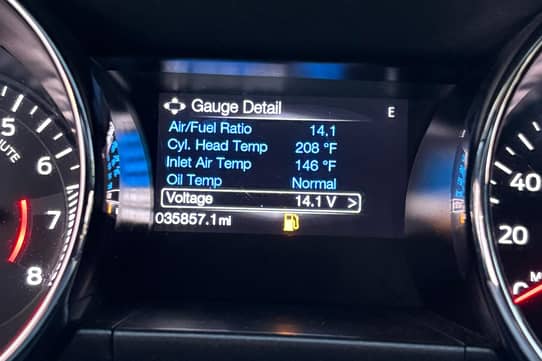 Gauge Detail
E
Air/Fuel Ratio 14.1
Cyl. Head Temp 208 °F
Inlet Air Temp 146 °F
Oil Temp Normal
Voltage 14.1 V >
035857.1 mi
5
6
7
8
40
20